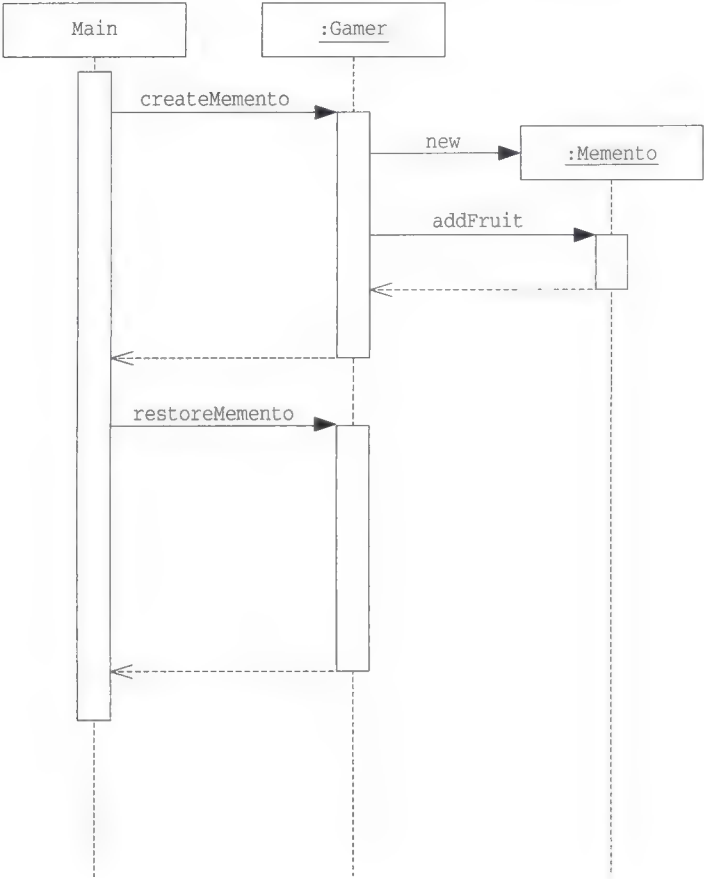 Main
:Gamer
createMemento
new
:Memento
addFruit
restoreMemento